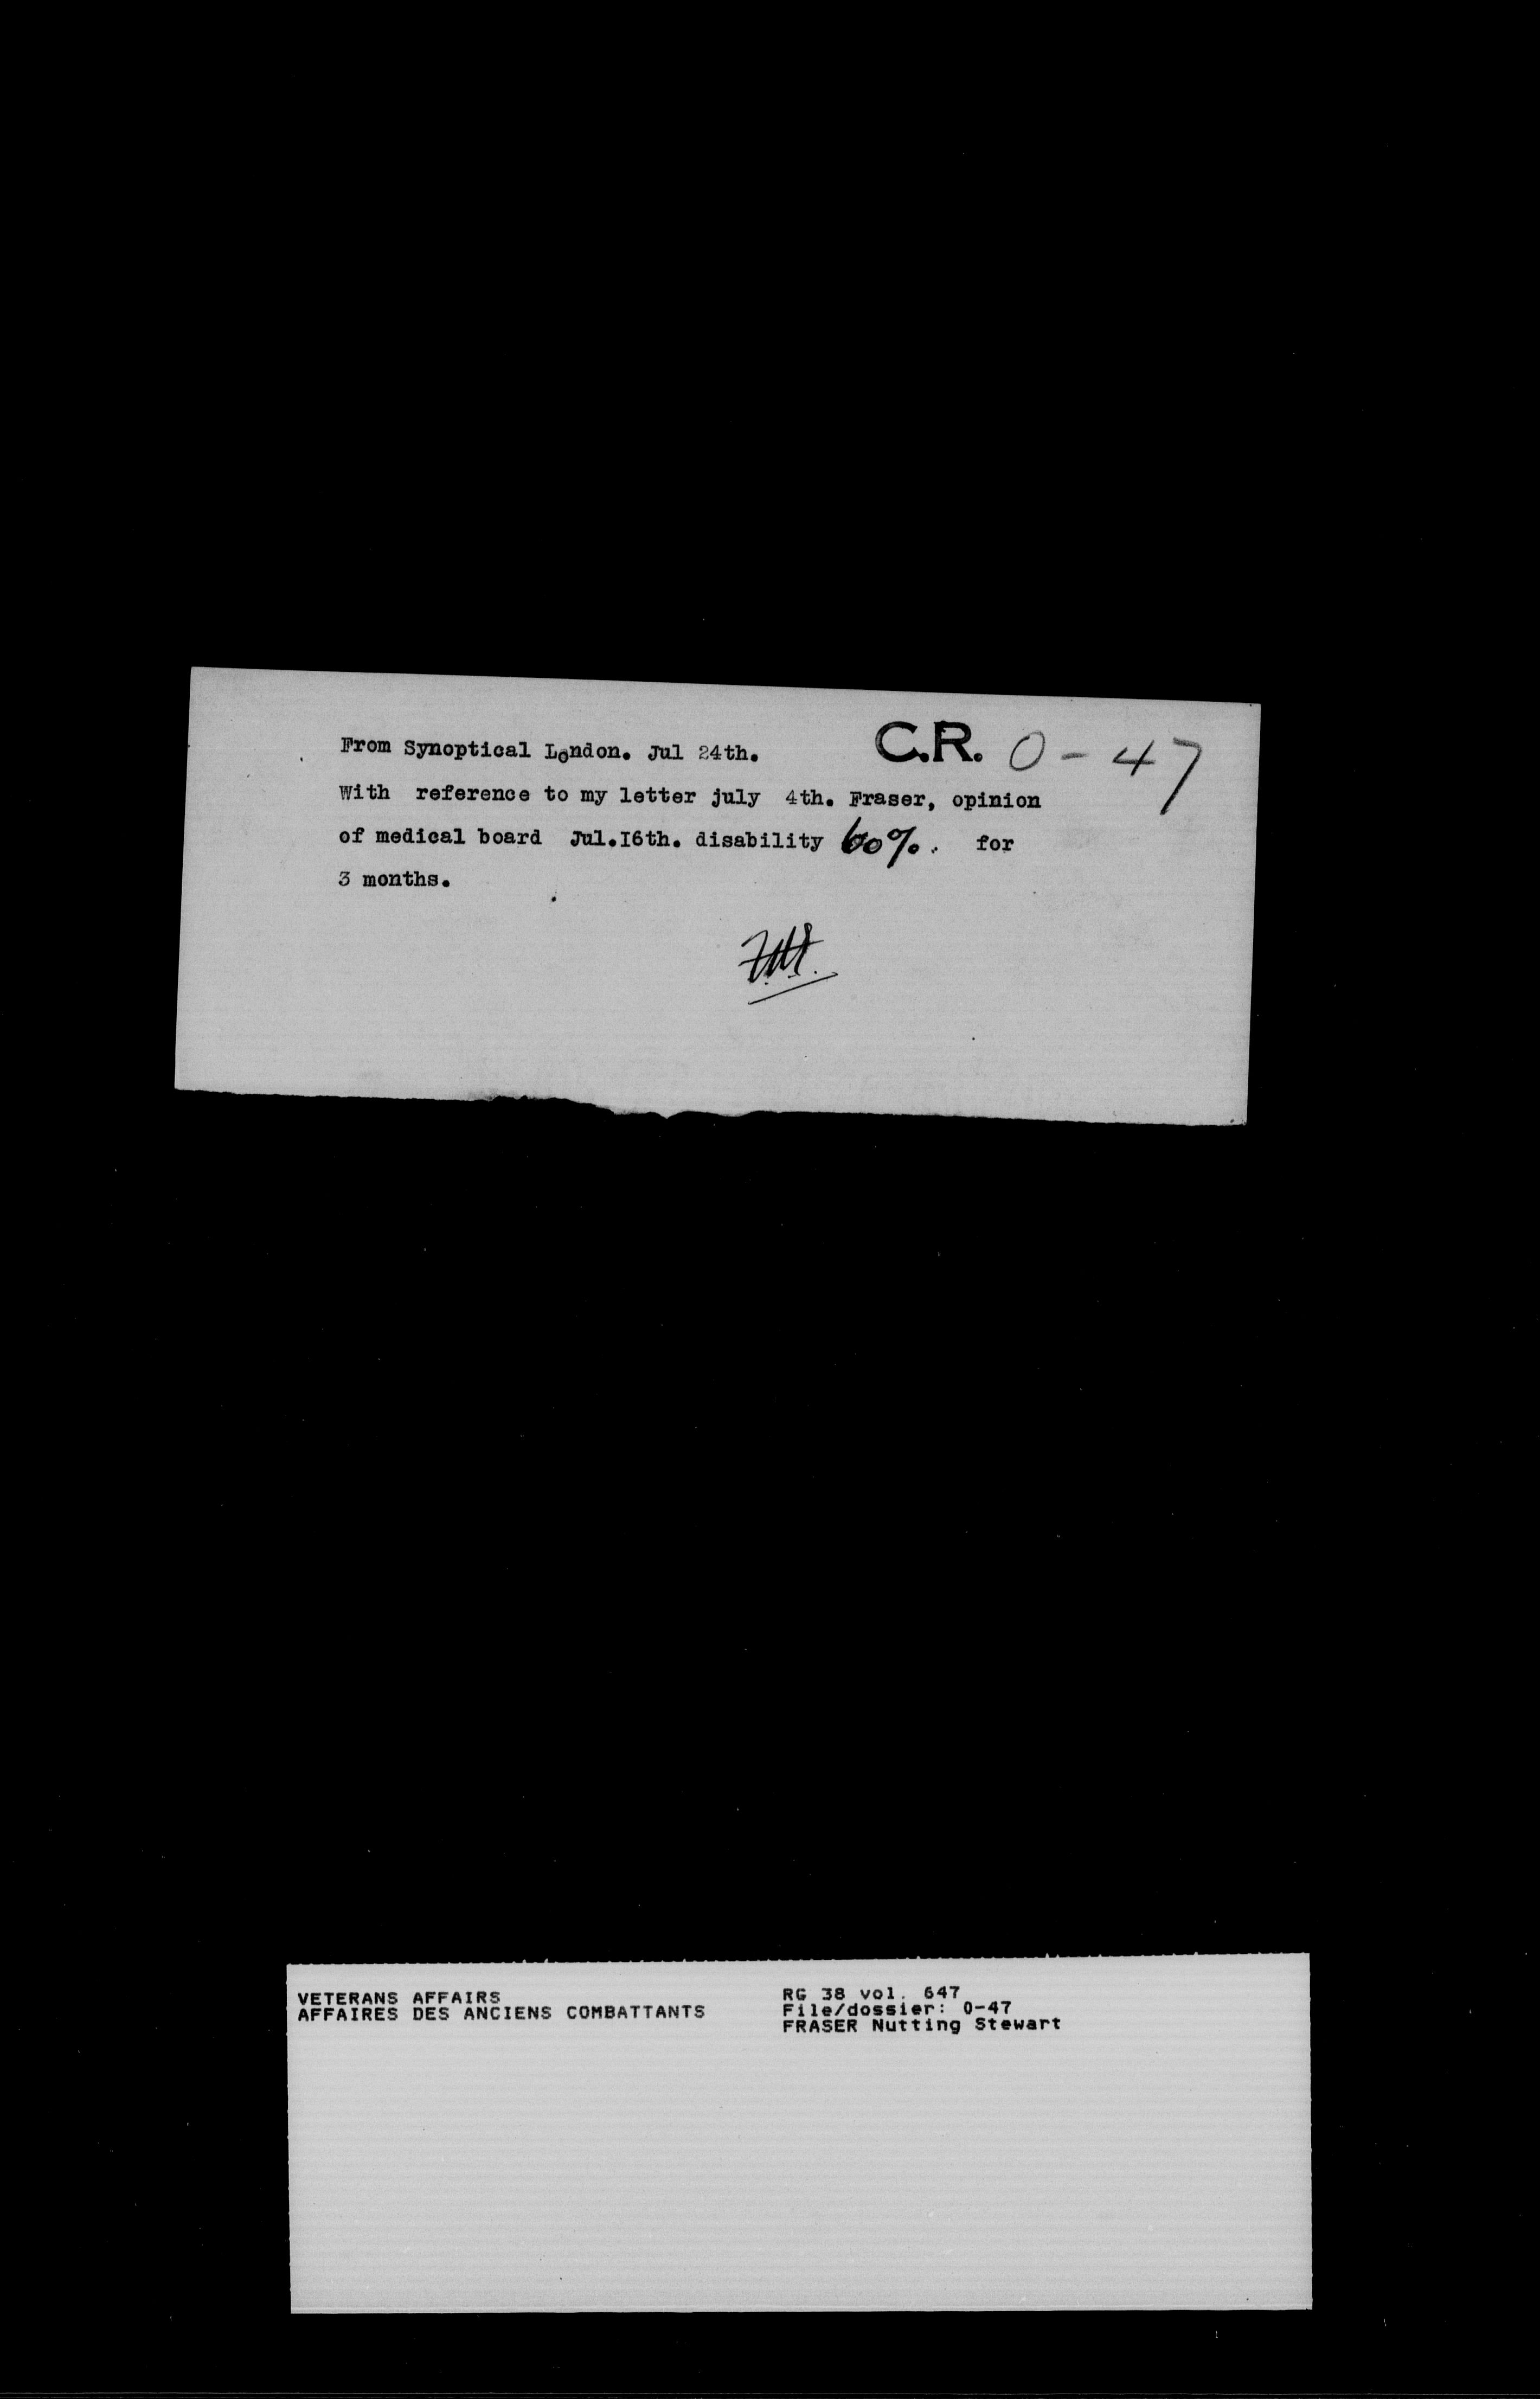 From Synoptical London. Jul 24th. C.R. 0-47
With reference to my letter july 4th. Fraser, opinion
of medical board Jul.I6th. disability 60%. for
3 months.
VETERANS AFFAIRS
AFFAIRES DES ANCIENS COMBATTANTS
RG 38 vol. 647
File/dossier: 0-47
FRASER Nutting Stewart